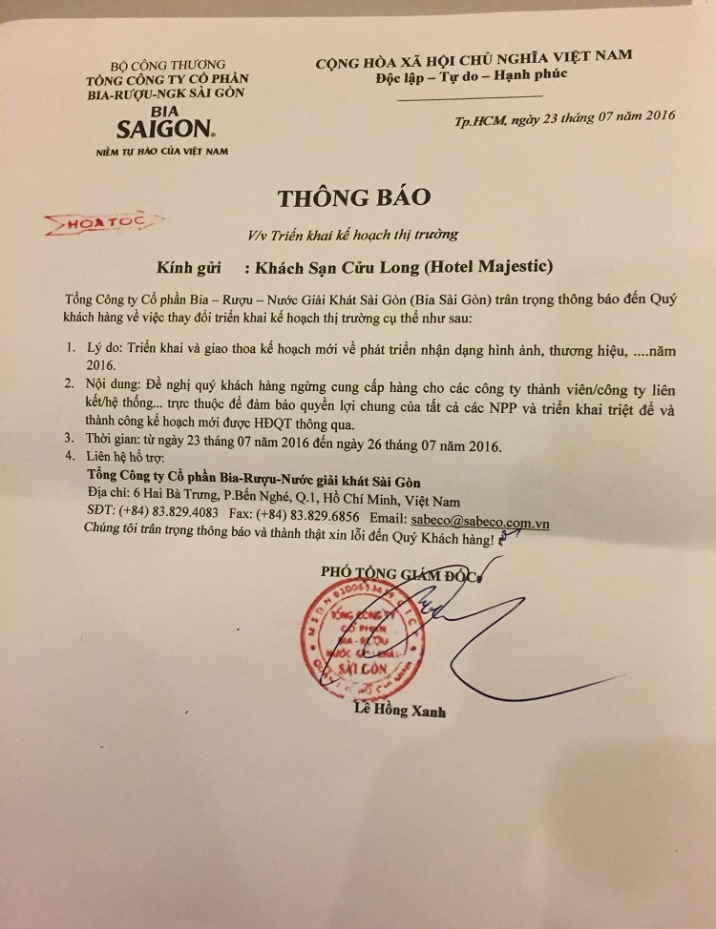 BỘ CÔNG THƯƠNG
TỔNG CÔNG TY CỔ PHẦN
BIA-RƯỢU-NGK SÀI GÒN
BIA
SAIGON®
NIỀM TỰ HÀO CỦA VIỆT NAM
CỘNG HÒA XÃ HỘI CHỦ NGHĨA VIỆT NAM
Độc lập – Tự do – Hạnh phúc
Tp.HCM, ngày 23 tháng 07 năm 2016
THÔNG BÁO
HỎA TỐC
V/v Triển khai kế hoạch thị trường
Kính gửi : Khách Sạn Cửu Long (Hotel Majestic)
Tổng Công ty Cổ phần Bia – Rượu – Nước Giải Khát Sài Gòn (Bia Sài Gòn) trân trọng thông báo đến Quý
khách hàng về việc thay đổi triển khai kế hoạch thị trường cụ thể như sau:
1. Lý do: Triển khai và giao thoa kế hoạch mới về phát triển nhận dạng hình ảnh, thương hiệu, ....năm
2016.
2. Nội dung: Đề nghị quý khách hàng ngừng cung cấp hàng cho các công ty thành viên/công ty liên
kết/hệ thống... trực thuộc để đảm bảo quyền lợi chung của tất cả các NPP và triển khai triệt để và
thành công kế hoạch mới được HĐQT thông qua.
3. Thời gian: từ ngày 23 tháng 07 năm 2016 đến ngày 26 tháng 07 năm 2016.
4. Liên hệ hỗ trợ:
Tổng Công ty Cổ phần Bia-Rượu-Nước giải khát Sài Gòn
Địa chỉ: 6 Hai Bà Trưng, P.Bến Nghé, Q.1, Hồ Chí Minh, Việt Nam
SĐT: (+84) 83.829.4083 Fax: (+84) 83.829.6856 Email: sabeco@sabeco.com.vn
Chúng tôi trân trọng thông báo và thành thật xin lỗi đến Quý Khách hàng!
PHÓ TỔNG GIÁM ĐỐC
TỔNG CÔNG TY
CỔ PHẦN
BIA - RƯỢU
SÀI GÒN
Lê Hồng Xanh